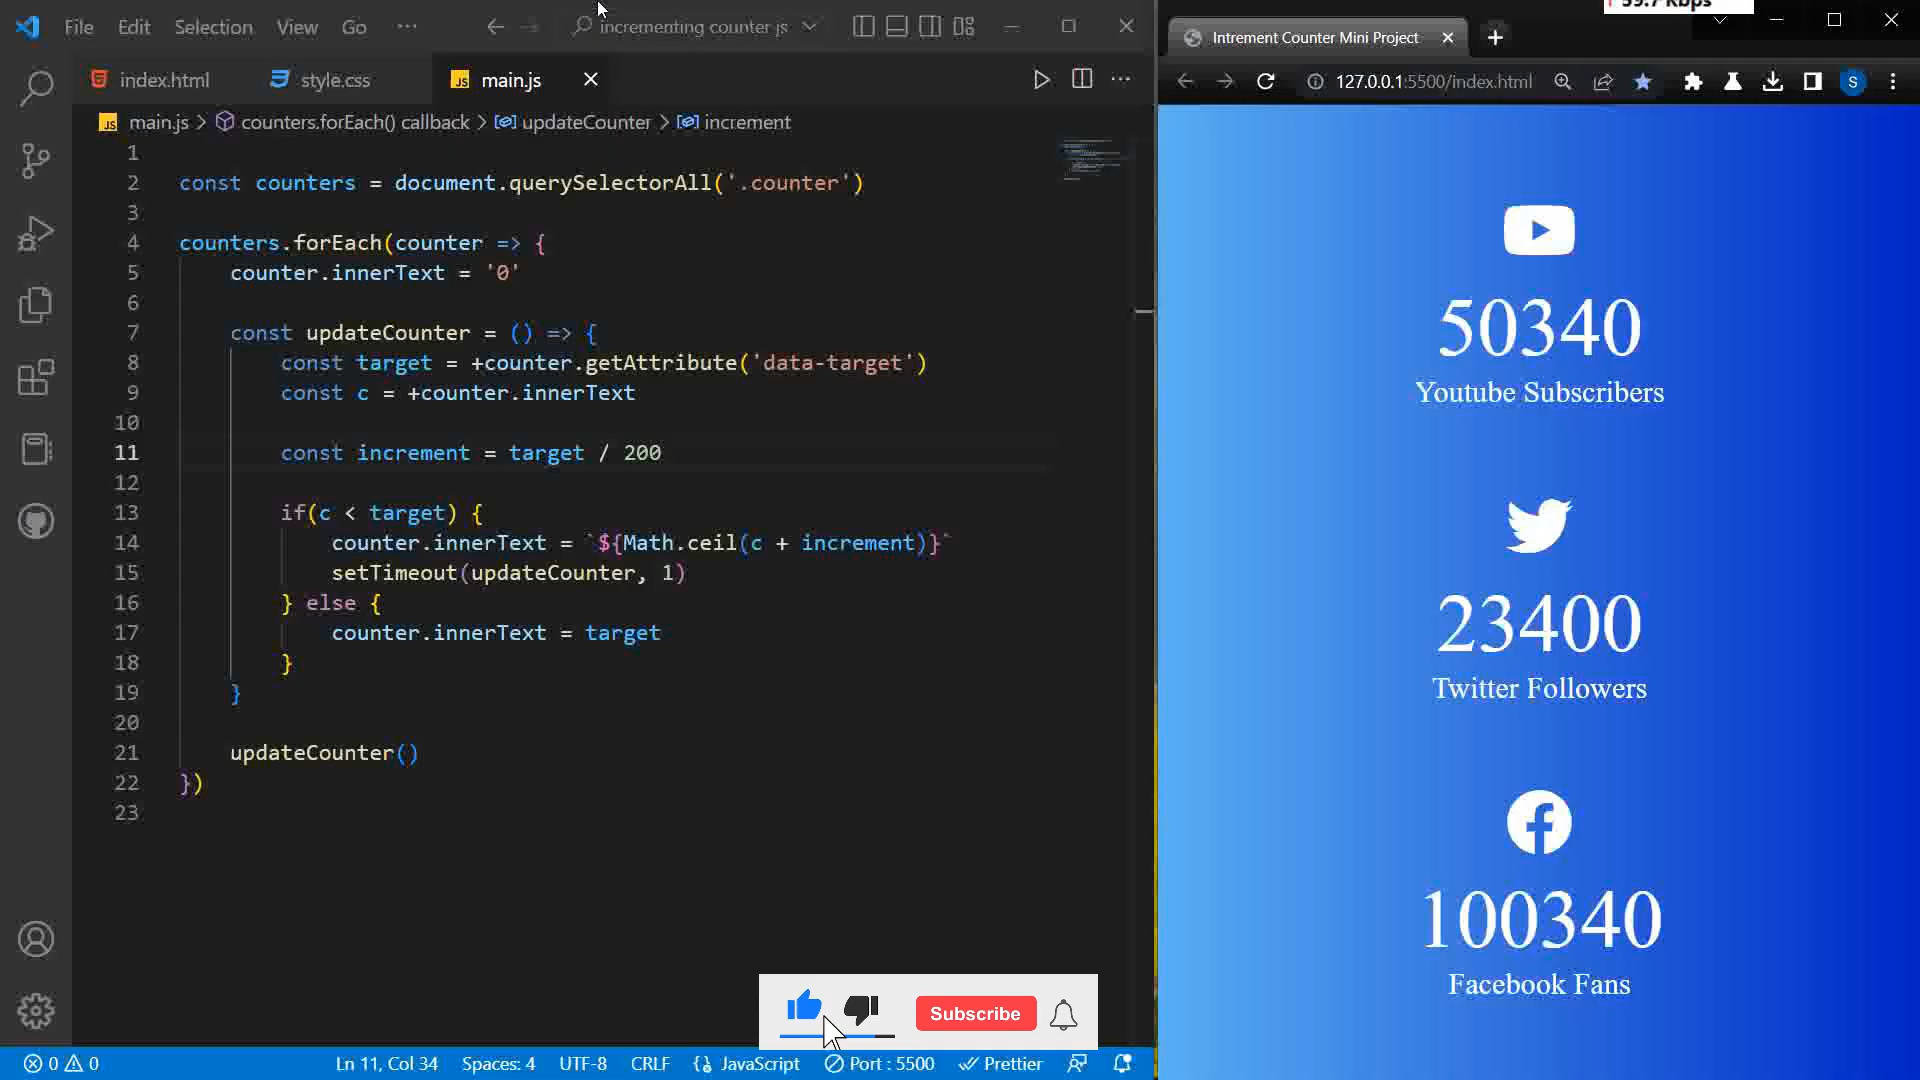 File Edit Selection View Go ··· incrementing counter js
index.html style.css main.js
main.js > counters.forEach() callback > updateCounter > increment
1
2 const counters = document.querySelectorAll('.counter')
3
4 counters.forEach(counter => {
5 counter.innerText = '0'
6
7 const updateCounter = () => {
8 const target = +counter.getAttribute('data-target')
9 const c = +counter.innerText
10
11 const increment = target / 200
12
13 if(c < target) {
14 counter.innerText = `${Math.ceil(c + increment)}`
15 setTimeout(updateCounter, 1)
16 } else {
17 counter.innerText = target
18 }
19 }
20
21 updateCounter()
22 })
23
Subscribe
0 0 Ln 11, Col 34 Spaces: 4 UTF-8 CRLF {} JavaScript Port : 5500 Prettier
59.7 Kbps
Intrement Counter Mini Project
127.0.0.1:5500/index.html S
50340
Youtube Subscribers
23400
Twitter Followers
100340
Facebook Fans